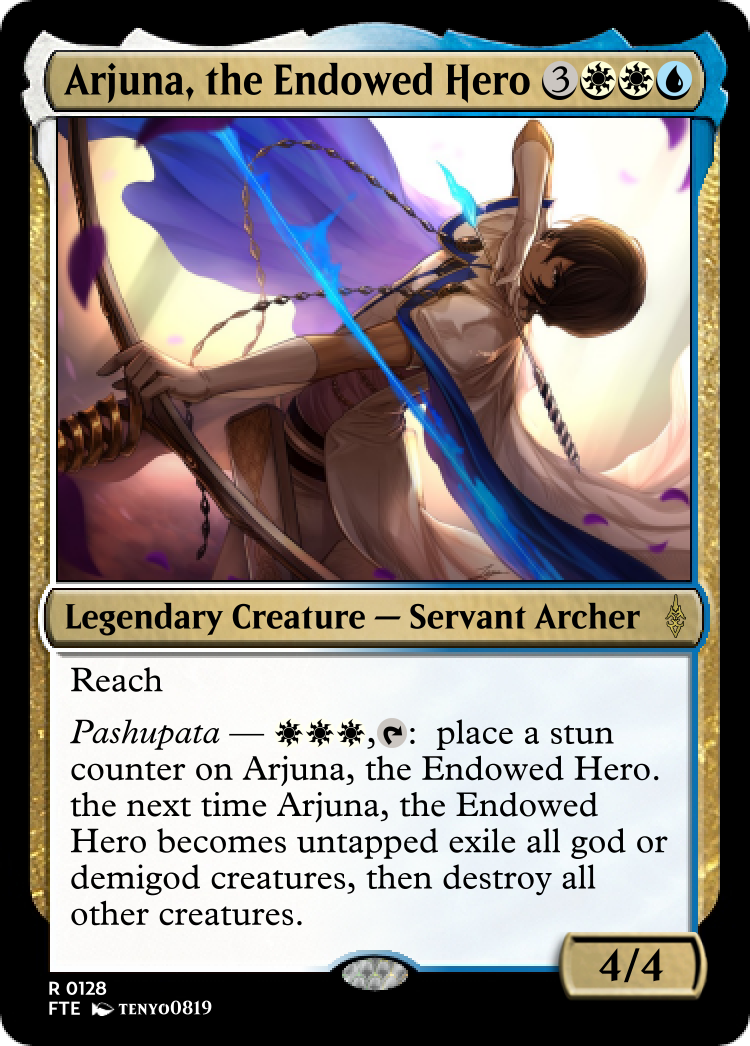 Arjuna, the Endowed Hero 3
Legendary Creature — Servant Archer
Reach
Pashupata — , : place a stun
counter on Arjuna, the Endowed Hero.
the next time Arjuna, the Endowed
Hero becomes untapped exile all god or
demigod creatures, then destroy all
other creatures.
4/4
R 0128
FTE TENYO0819